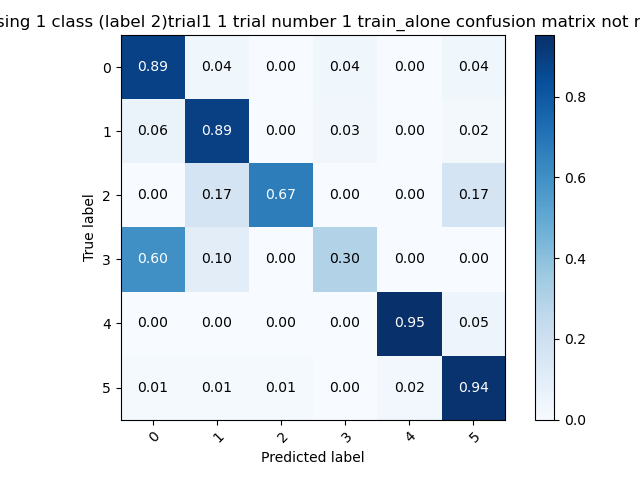 1 class (label 2)trial1 1 trial number 1 train_alone confusion matrix not
0 0.89 0.04 0.00 0.04 0.00 0.04
1 0.06 0.89 0.00 0.03 0.00 0.02
2 0.00 0.17 0.67 0.00 0.00 0.17
3 0.60 0.10 0.00 0.30 0.00 0.00
4 0.00 0.00 0.00 0.00 0.95 0.05
5 0.01 0.01 0.01 0.00 0.02 0.94
0 1 2 3 4 5
True label
Predicted label
0.8
0.6
0.4
0.2
0.0